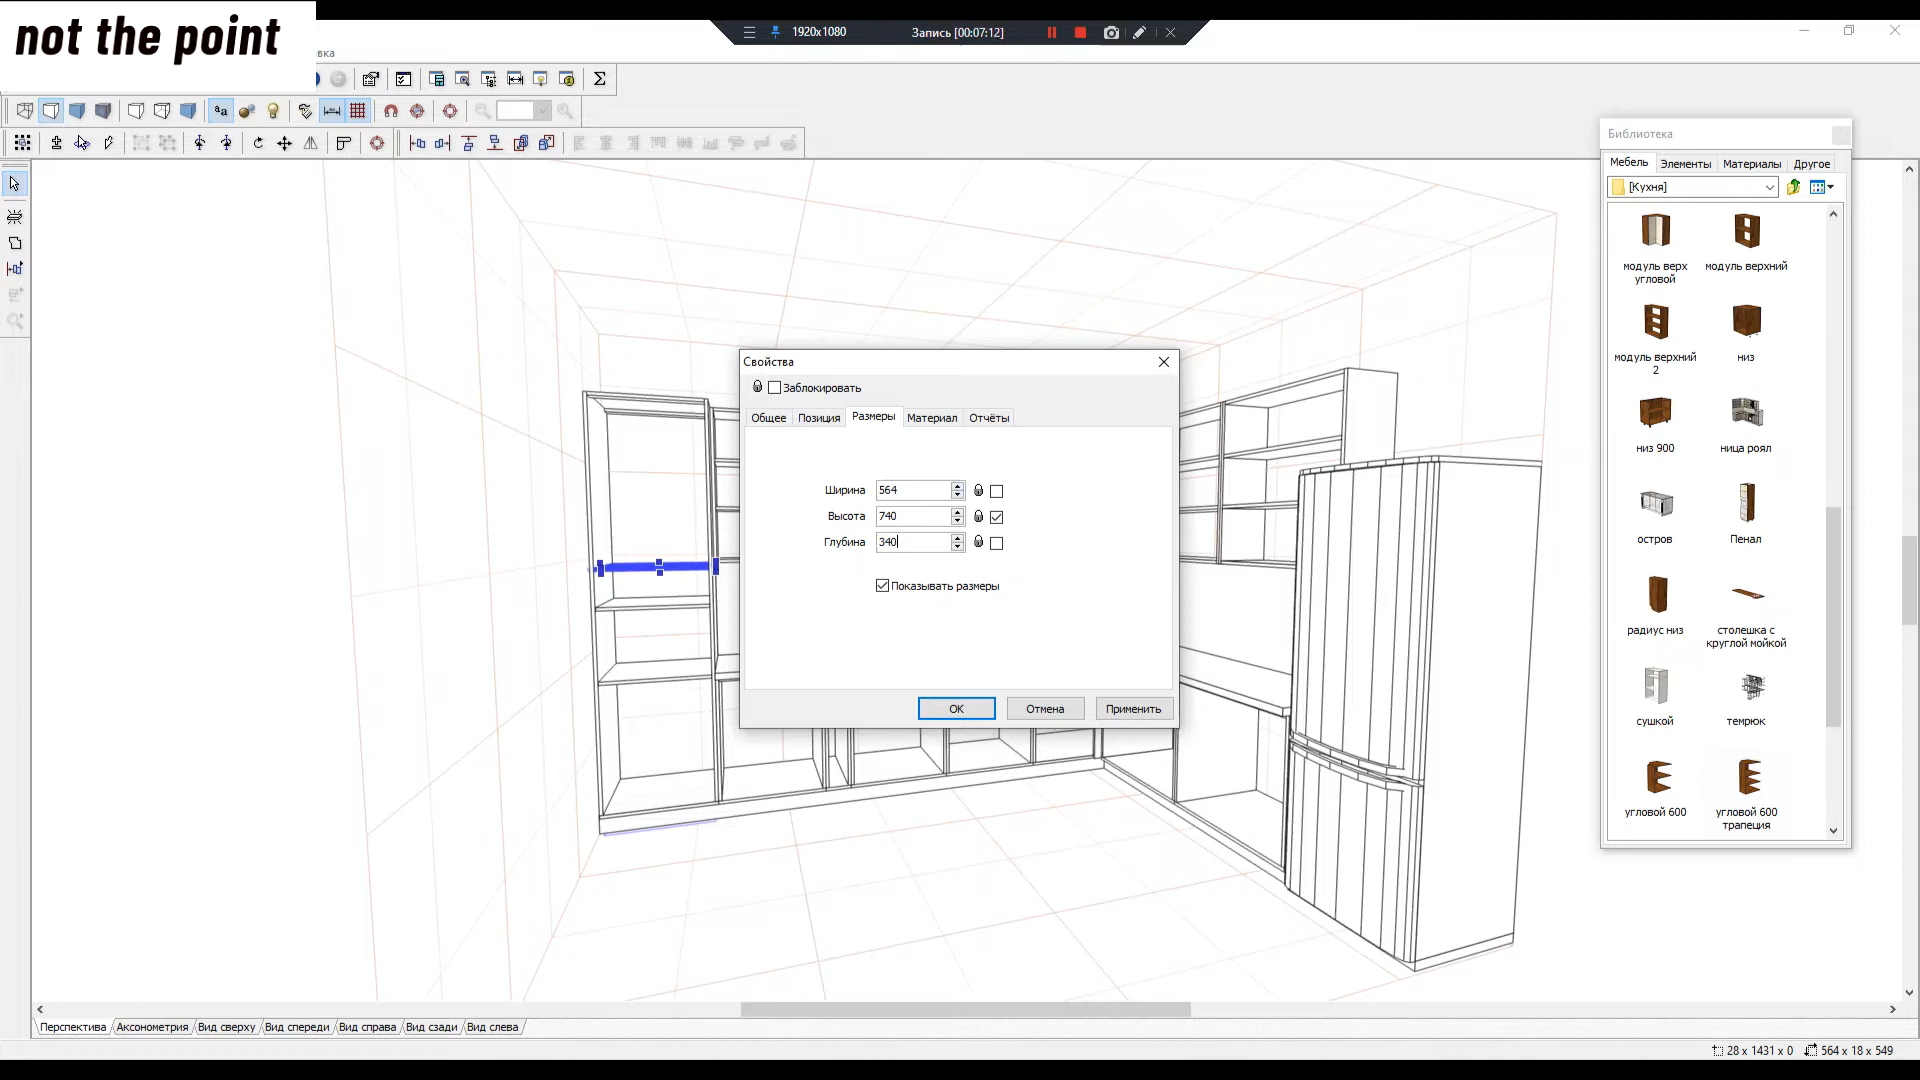 not the point
1920x1080
Запись [00:07:12]
вка
aa
Библиотека
Мебель Элементы Материалы Другое
[Кухня]
модуль верх угловой
модуль верхний
модуль верхний 2
низ
низ 900
ница роял
остров
Пенал
радиус низ
столешка с круглой мойкой
сушкой
темрюк
угловой 600
угловой 600 трапеция
Свойства
Заблокировать
Общее Позиция Размеры Материал Отчёты
Ширина 564
Высота 740
Глубина 340
Показывать размеры
OK Отмена Применить
Перспектива Аксонометрия Вид сверху Вид спереди Вид справа Вид сзади Вид слева
28 x 1431 x 0 564 x 18 x 549